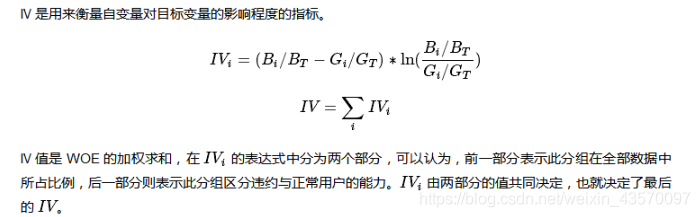 IV 是用来衡量自变量对目标变量的影响程度的指标。
IV_i = (B_i/B_T − G_i/G_T) ∗ ln(\frac{B_i/B_T}{G_i/G_T})
IV = \sum_i IV_i
IV 值是 WOE 的加权求和，在 IV_i 的表达式中分为两个部分，可以认为，前一部分表示此分组在全部数据中
所占比例，后一部分则表示此分组区分违约与正常用户的能力。IV_i 由两部分的值共同决定，也就决定了最后
的 IV。
https://blog.csdn.net/weixin_43570097